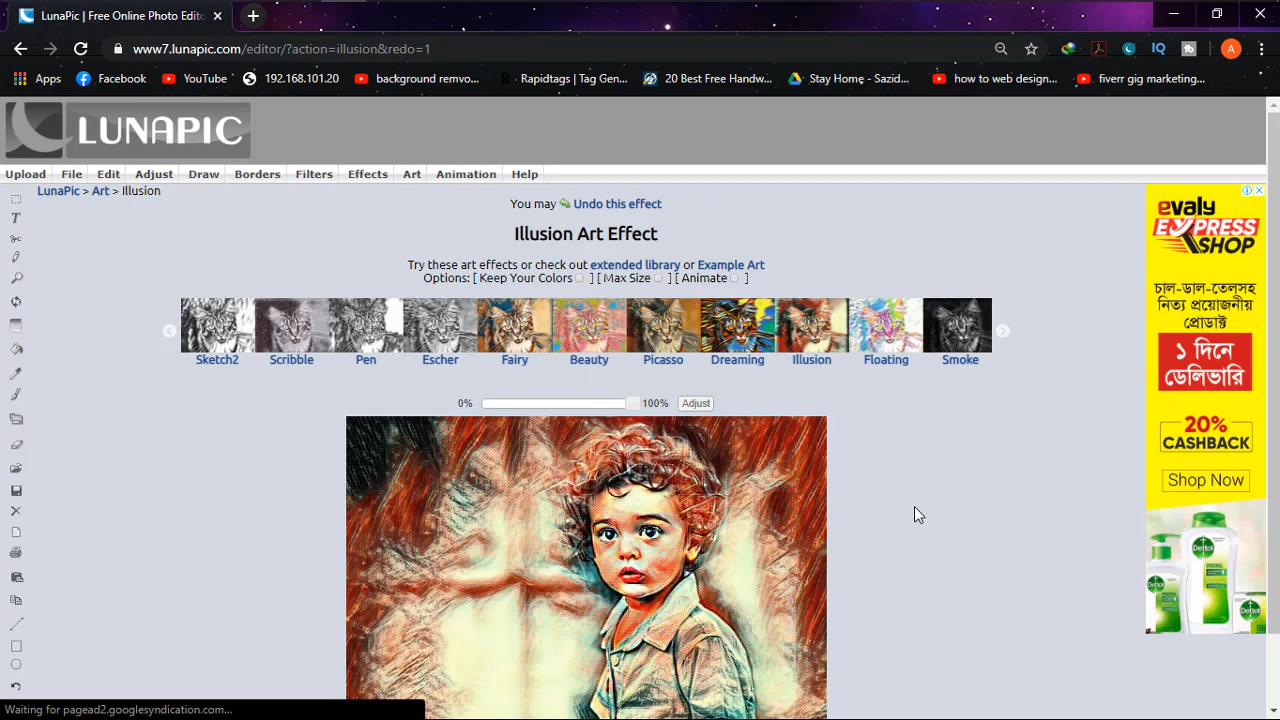 LunaPic | Free Online Photo Edito
www7.lunapic.com/editor/?action=illusion&redo=1
IQ
A
Apps
Facebook
YouTube
192.168.101.20
background remvo...
Rapidtags | Tag Gen...
20 Best Free Handw...
Stay Home - Sazid...
how to web design...
fiverr gig marketing...
LUNAPIC
Upload File Edit Adjust Draw Borders Filters Effects Art Animation Help
LunaPic > Art > Illusion
You may Undo this effect
Illusion Art Effect
Try these art effects or check out extended library or Example Art
Options: [ Keep Your Colors ] [ Max Size ] [ Animate ]
Sketch2 Scribble Pen Escher Fairy Beauty Picasso Dreaming Illusion Floating Smoke
0% 100% Adjust
evaly
EXPRESS
SHOP
চাল-ডাল-তেলসহ
নিত্য প্রয়োজনীয়
প্রোডাক্ট
১ দিনে
ডেলিভারি
20%
CASHBACK
Shop Now
Dettol
Dettol
Dettol
Waiting for pagead2.googlesyndication.com...